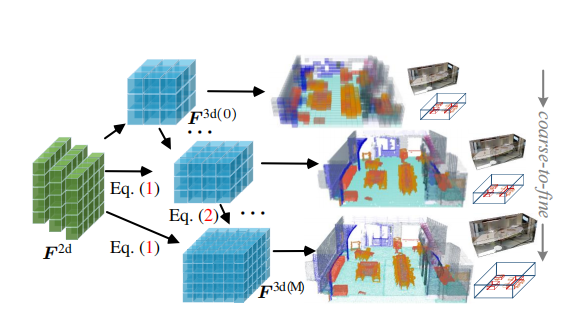 F3d(0)
...
Eq. (1)
Eq. (2)
...
F2d
Eq. (1)
F3d(M)
coarse-to-fine